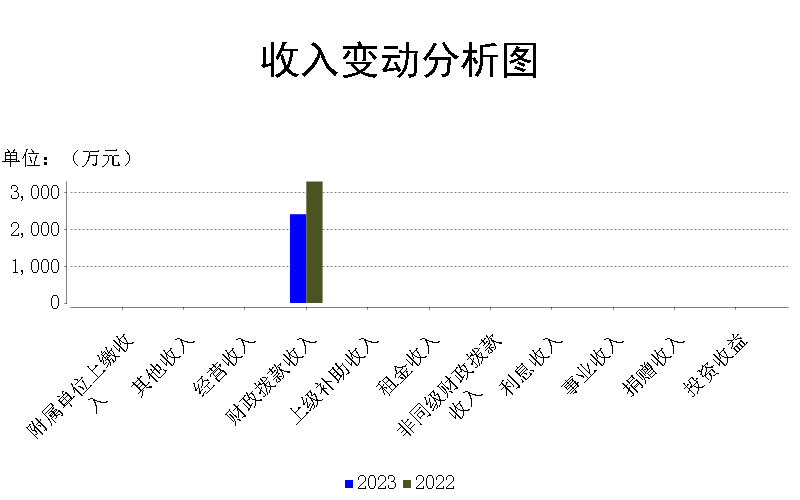 收入变动分析图
单位：（万元）
3,000
2,000
1,000
0
附属单位上缴收
入
其他收入
经营收入
财政拨款收入
上级补助收入
租金收入
非同级财政拨款
收入
利息收入
事业收入
捐赠收入
投资收益
2023 2022